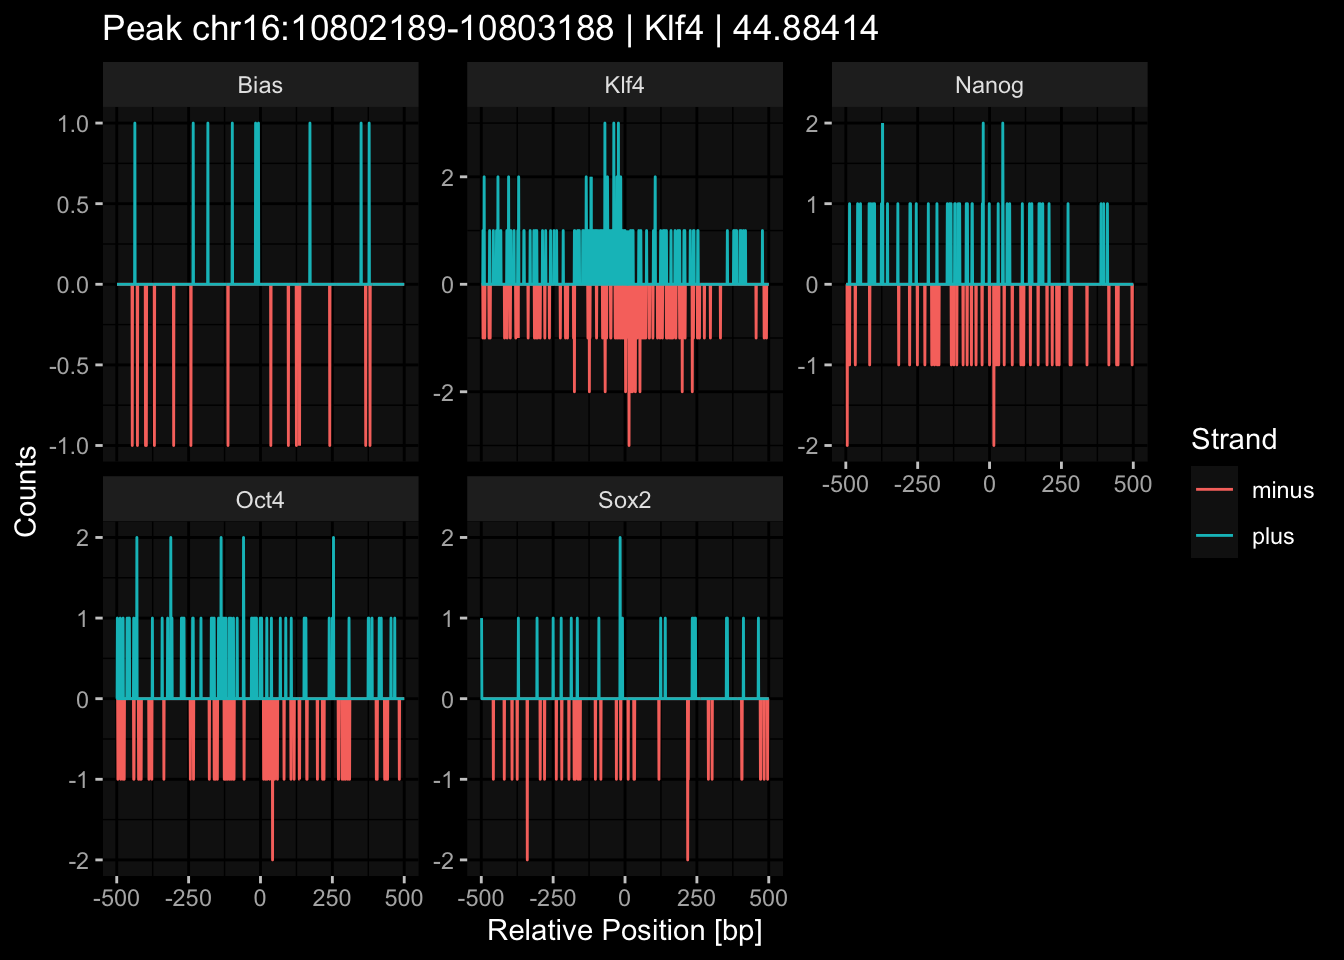 Peak chr16:10802189-10803188 | Klf4 | 44.88414
Bias
1.0
0.5
0.0
-0.5
-1.0
Klf4
2
0
-2
Nanog
2
1
0
-1
-2
-500 -250 0 250 500
Oct4
2
1
0
-1
-2
-500 -250 0 250 500
Sox2
2
1
0
-1
-2
-500 -250 0 250 500
Counts
Relative Position [bp]
Strand
minus
plus